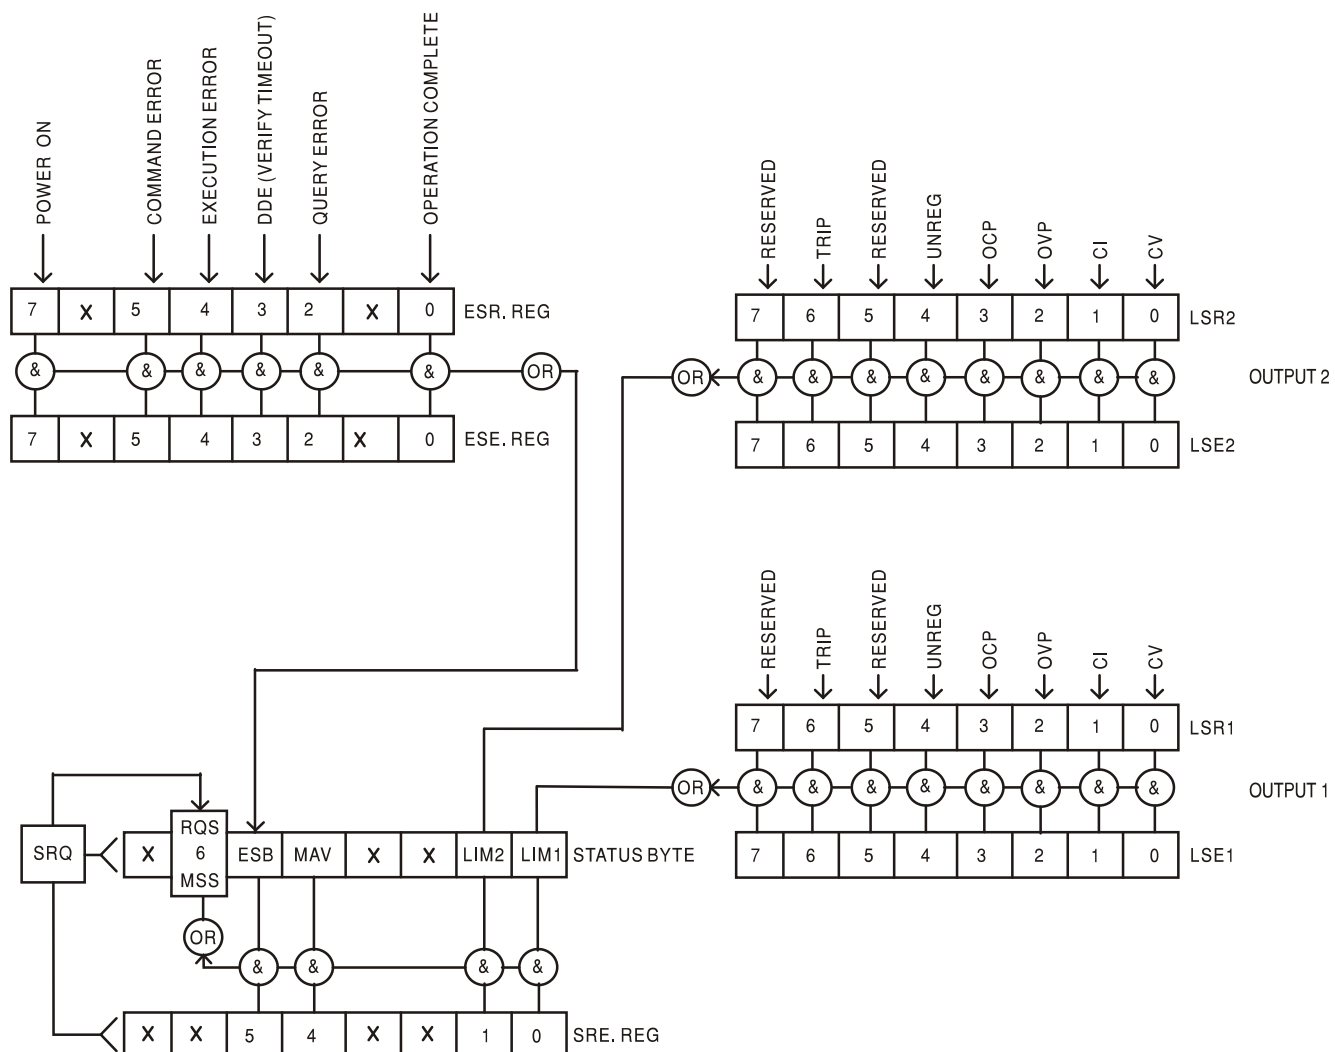 POWER ON
COMMAND ERROR
EXECUTION ERROR
DDE (VERIFY TIMEOUT)
QUERY ERROR
OPERATION COMPLETE
7 X 5 4 3 2 X 0 ESR. REG
& & & & & & OR
7 X 5 4 3 2 X 0 ESE. REG
RESERVED
TRIP
RESERVED
UNREG
OCP
OVP
CI
CV
7 6 5 4 3 2 1 0 LSR2
OR & & & & & & & & OUTPUT 2
7 6 5 4 3 2 1 0 LSE2
RESERVED
TRIP
RESERVED
UNREG
OCP
OVP
CI
CV
7 6 5 4 3 2 1 0 LSR1
OR & & & & & & & & OUTPUT 1
7 6 5 4 3 2 1 0 LSE1
RQS
SRQ X 6 ESB MAV X X LIM2 LIM1 STATUS BYTE
MSS
OR
& & & &
X X 5 4 X X 1 0 SRE. REG